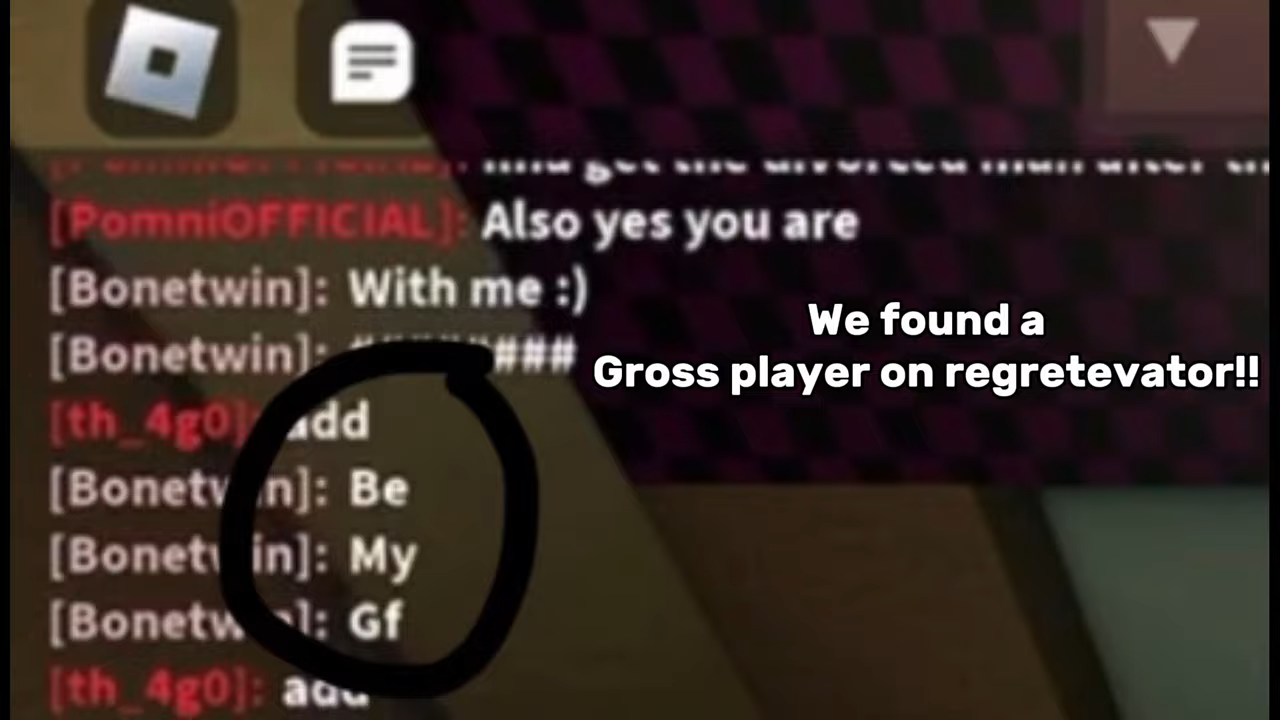 [PomniOFFICIAL]: Also yes you are
[Bonetwin]: With me :)
[Bonetwin]: ########
[th_4g0]: add
[Bonetwin]: Be
[Bonetwin]: My
[Bonetwin]: Gf
[th_4g0]: add
We found a
Gross player on regretevator!!